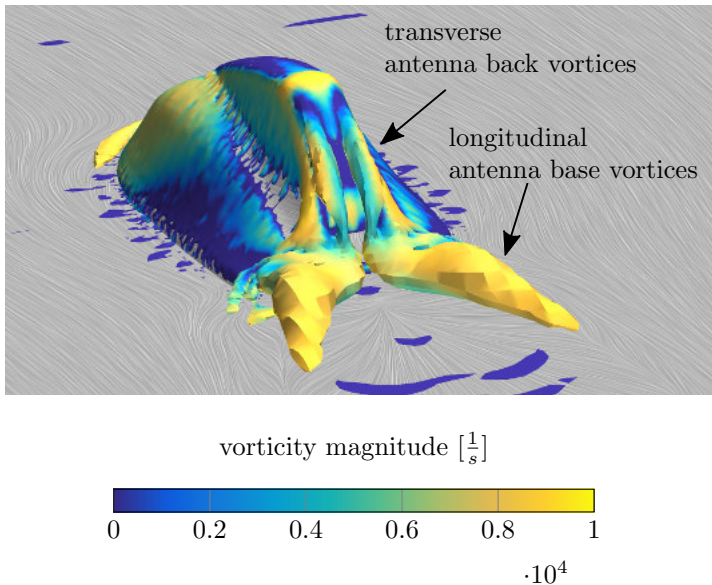 transverse
antenna back vortices
longitudinal
antenna base vortices
vorticity magnitude [\frac{1}{s}]
0 0.2 0.4 0.6 0.8 1
·10^4